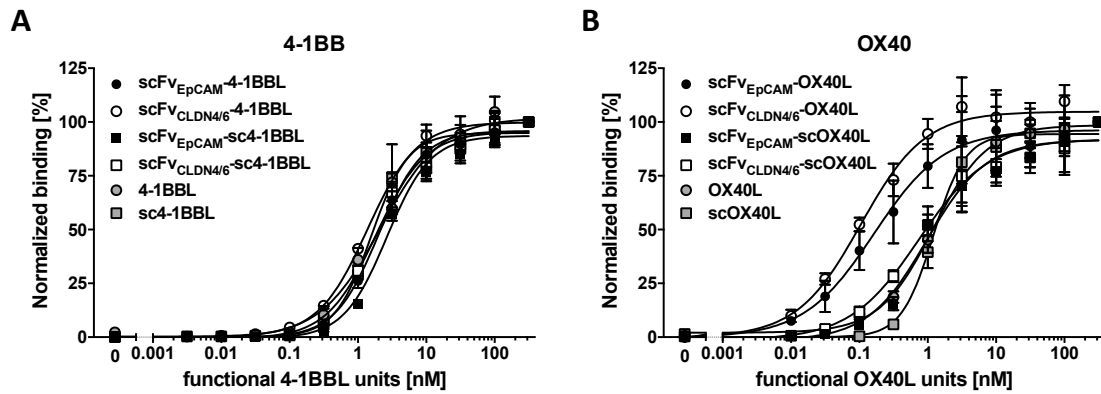 A
4-1BB
125
100
75
50
25
0
Normalized binding [%]
scFvEpCAM-4-1BBL
scFvCLDN4/6-4-1BBL
scFvEpCAM-sc4-1BBL
scFvCLDN4/6-sc4-1BBL
4-1BBL
sc4-1BBL
0 0.001 0.01 0.1 1 10 100
functional 4-1BBL units [nM]
B
OX40
125
100
75
50
25
0
Normalized binding [%]
scFvEpCAM-OX40L
scFvCLDN4/6-OX40L
scFvEpCAM-scOX40L
scFvCLDN4/6-scOX40L
OX40L
scOX40L
0 0.001 0.01 0.1 1 10 100
functional OX40L units [nM]